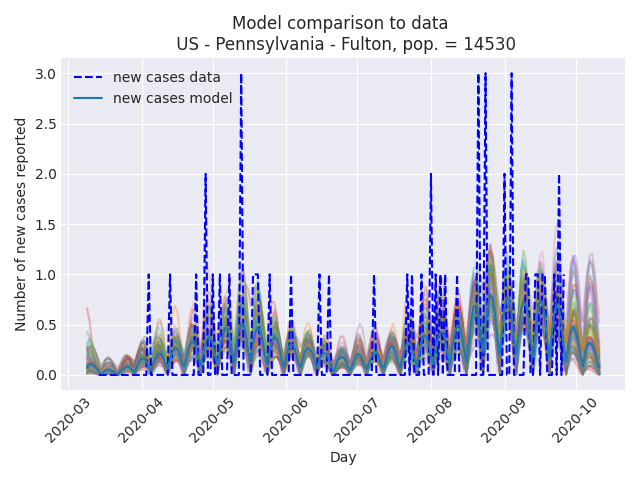 Model comparison to data
US - Pennsylvania - Fulton, pop. = 14530
new cases data
new cases model
Number of new cases reported
3.0
2.5
2.0
1.5
1.0
0.5
0.0
2020-03
2020-04
2020-05
2020-06
2020-07
2020-08
2020-09
2020-10
Day